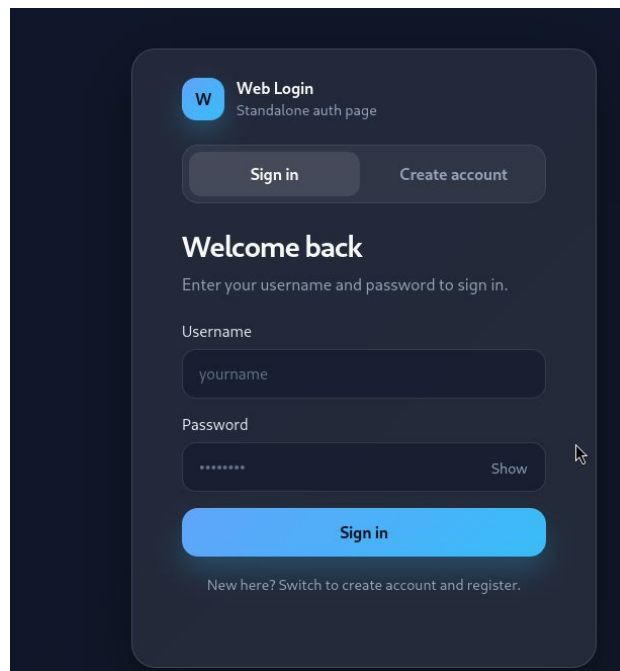 W
Web Login
Standalone auth page
Sign in
Create account
Welcome back
Enter your username and password to sign in.
Username
yourname
Password
••••••••
Show
Sign in
New here? Switch to create account and register.